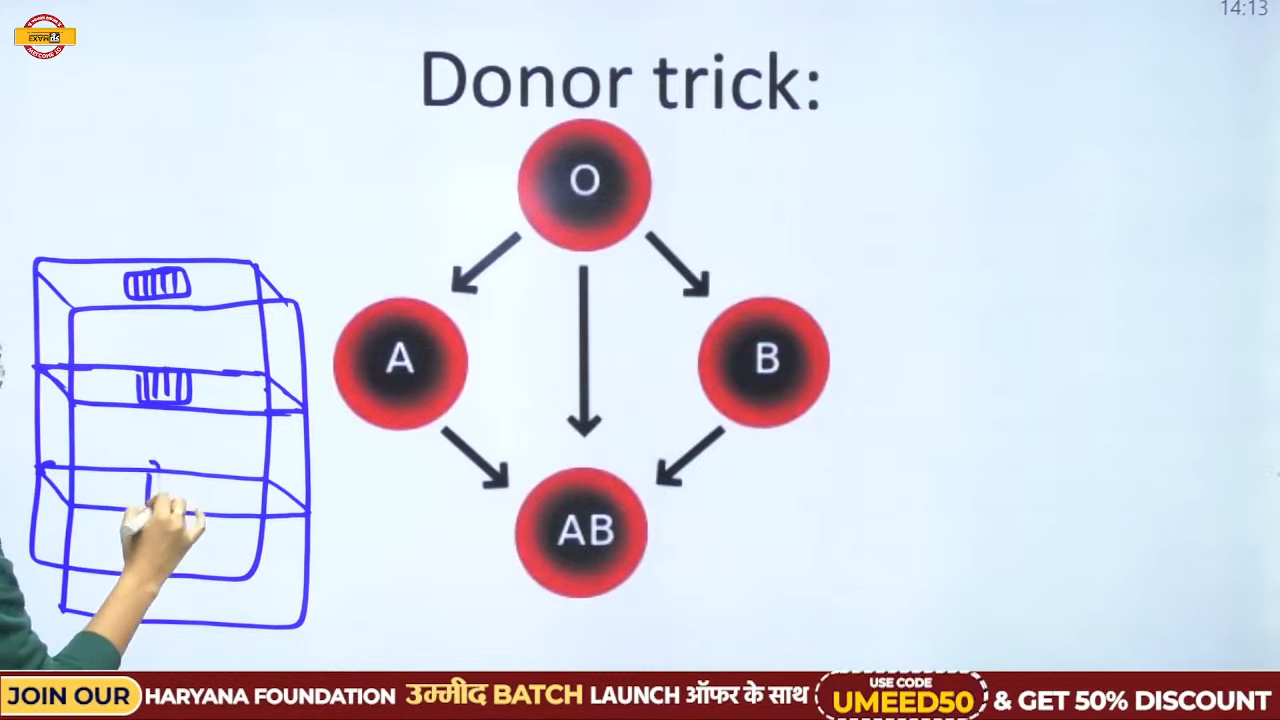 14:13
Donor trick:
O
A
B
AB
JOIN OUR HARYANA FOUNDATION उम्मीद BATCH LAUNCH ऑफर के साथ USE CODE UMEED50 & GET 50% DISCOUNT